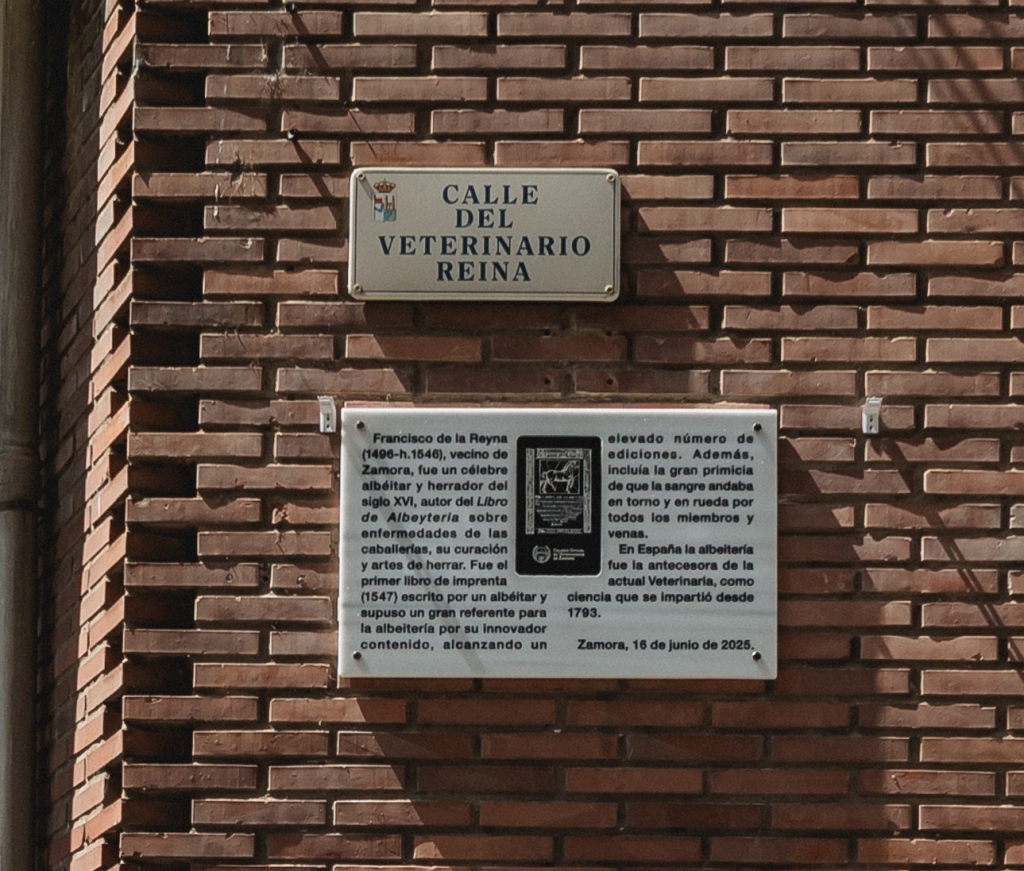 CALLE
DEL
VETERINARIO
REINA
Francisco de la Reyna
(1496-h.1546), vecino de
Zamora, fue un célebre
albéitar y herrador del
siglo XVI, autor del Libro
de Albeyteria sobre
enfermedades de las
caballerías, su curación
y artes de herrar. Fue el
primer libro de imprenta
(1547) escrito por un albéitar y
supuso un gran referente para
la albeitería por su innovador
contenido, alcanzando un
elevado número de
ediciones. Además,
incluía la gran primicia
de que la sangre andaba
en torno y en rueda por
todos los miembros y
venas.
En España la albeitería
fue la antecesora de la
actual Veterinaria, como
ciencia que se impartió desde
1793.
Zamora, 16 de junio de 2025.